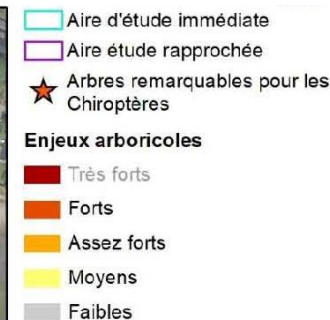 Aire d'étude immédiate
Aire étude rapprochée
Arbres remarquables pour les
Chiroptères
Enjeux arboricoles
Très forts
Forts
Assez forts
Moyens
Faibles